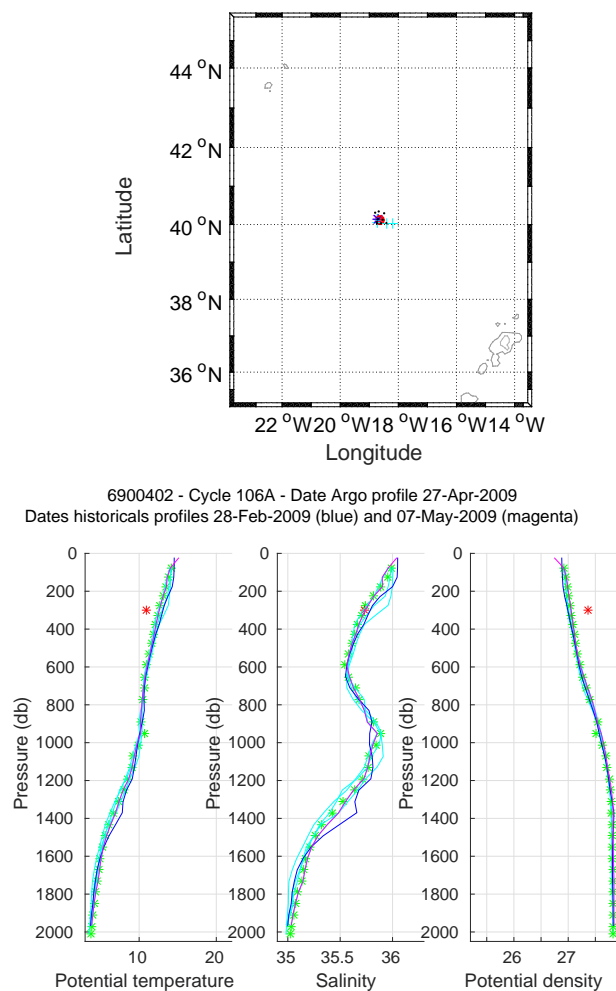 44 °N
42 °N
40 °N
38 °N
36 °N
Latitude
22 °W 20 °W 18 °W 16 °W 14 °W
Longitude
6900402 - Cycle 106A - Date Argo profile 27-Apr-2009
Dates historicals profiles 28-Feb-2009 (blue) and 07-May-2009 (magenta)
0
200
400
600
800
1000
1200
1400
1600
1800
2000
Pressure (db)
10 20
Potential temperature
0
200
400
600
800
1000
1200
1400
1600
1800
2000
Pressure (db)
35 35.5 36
Salinity
0
200
400
600
800
1000
1200
1400
1600
1800
2000
Pressure (db)
26 27
Potential density